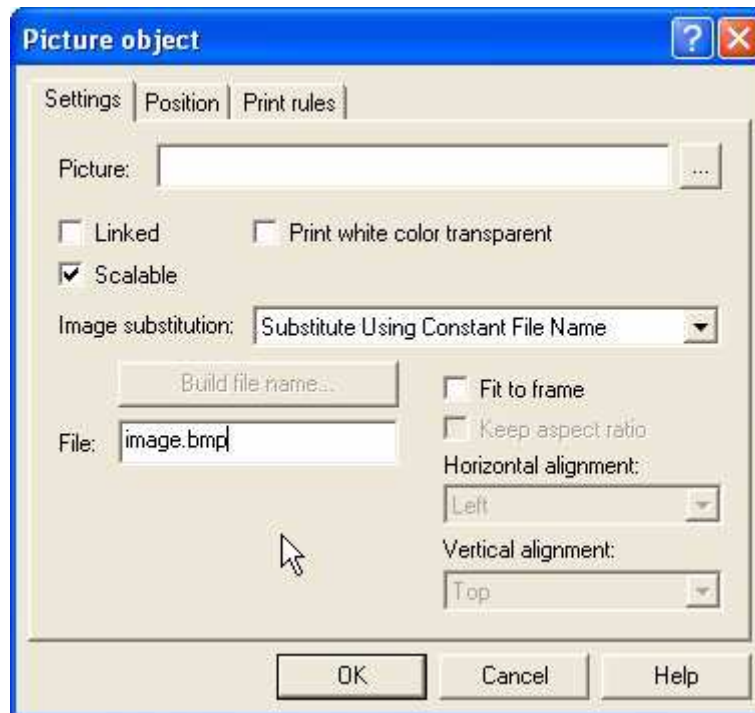 Picture object
Settings Position Print rules
Picture: ...
Linked Print white color transparent
Scalable
Image substitution: Substitute Using Constant File Name
Build file name... Fit to frame
File: image.bmp Keep aspect ratio
Horizontal alignment:
Left
Vertical alignment:
Top
OK Cancel Help